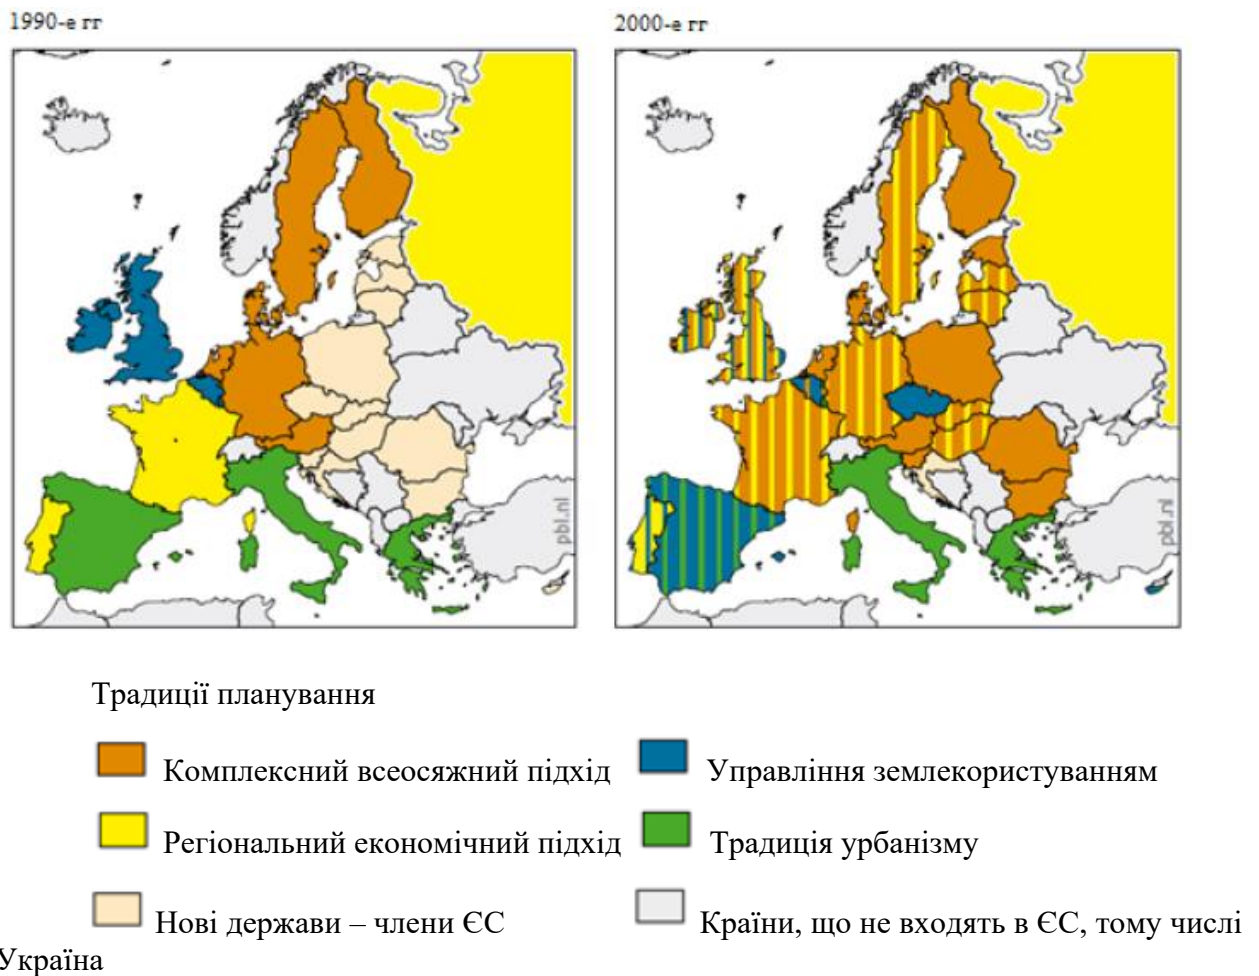 1990-е гг
2000-е гг
pbl.nl
pbl.nl
Традиції планування
Комплексний всеосяжний підхід
Управління землекористуванням
Регіональний економічний підхід
Традиція урбанізму
Нові держави – члени ЄС
Країни, що не входять в ЄС, тому числі
Україна